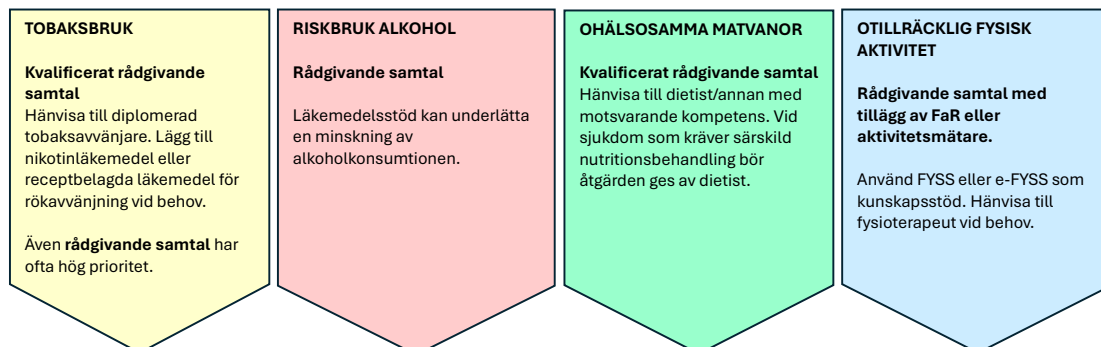 TOBAKSBRUK
Kvalificerat rådgivande
samtal
Hänvisa till diplomerad
tobaksavvänjare. Lägg till
nikotinläkemedel eller
receptbelagda läkemedel för
rökavvänjning vid behov.
Även rådgivande samtal har
ofta hög prioritet.
RISKBRUK ALKOHOL
Rådgivande samtal
Läkemedelsstöd kan underlätta
en minskning av
alkoholkonsumtionen.
OHÄLSOSAMMA MATVANOR
Kvalificerat rådgivande samtal
Hänvisa till dietist/annan med
motsvarande kompetens. Vid
sjukdom som kräver särskild
nutritionsbehandling bör
åtgärden ges av dietist.
OTILLRÄCKLIG FYSISK
AKTIVITET
Rådgivande samtal med
tillägg av FaR eller
aktivitetsmätare.
Använd FYSS eller e-FYSS som
kunskapsstöd. Hänvisa till
fysioterapeut vid behov.